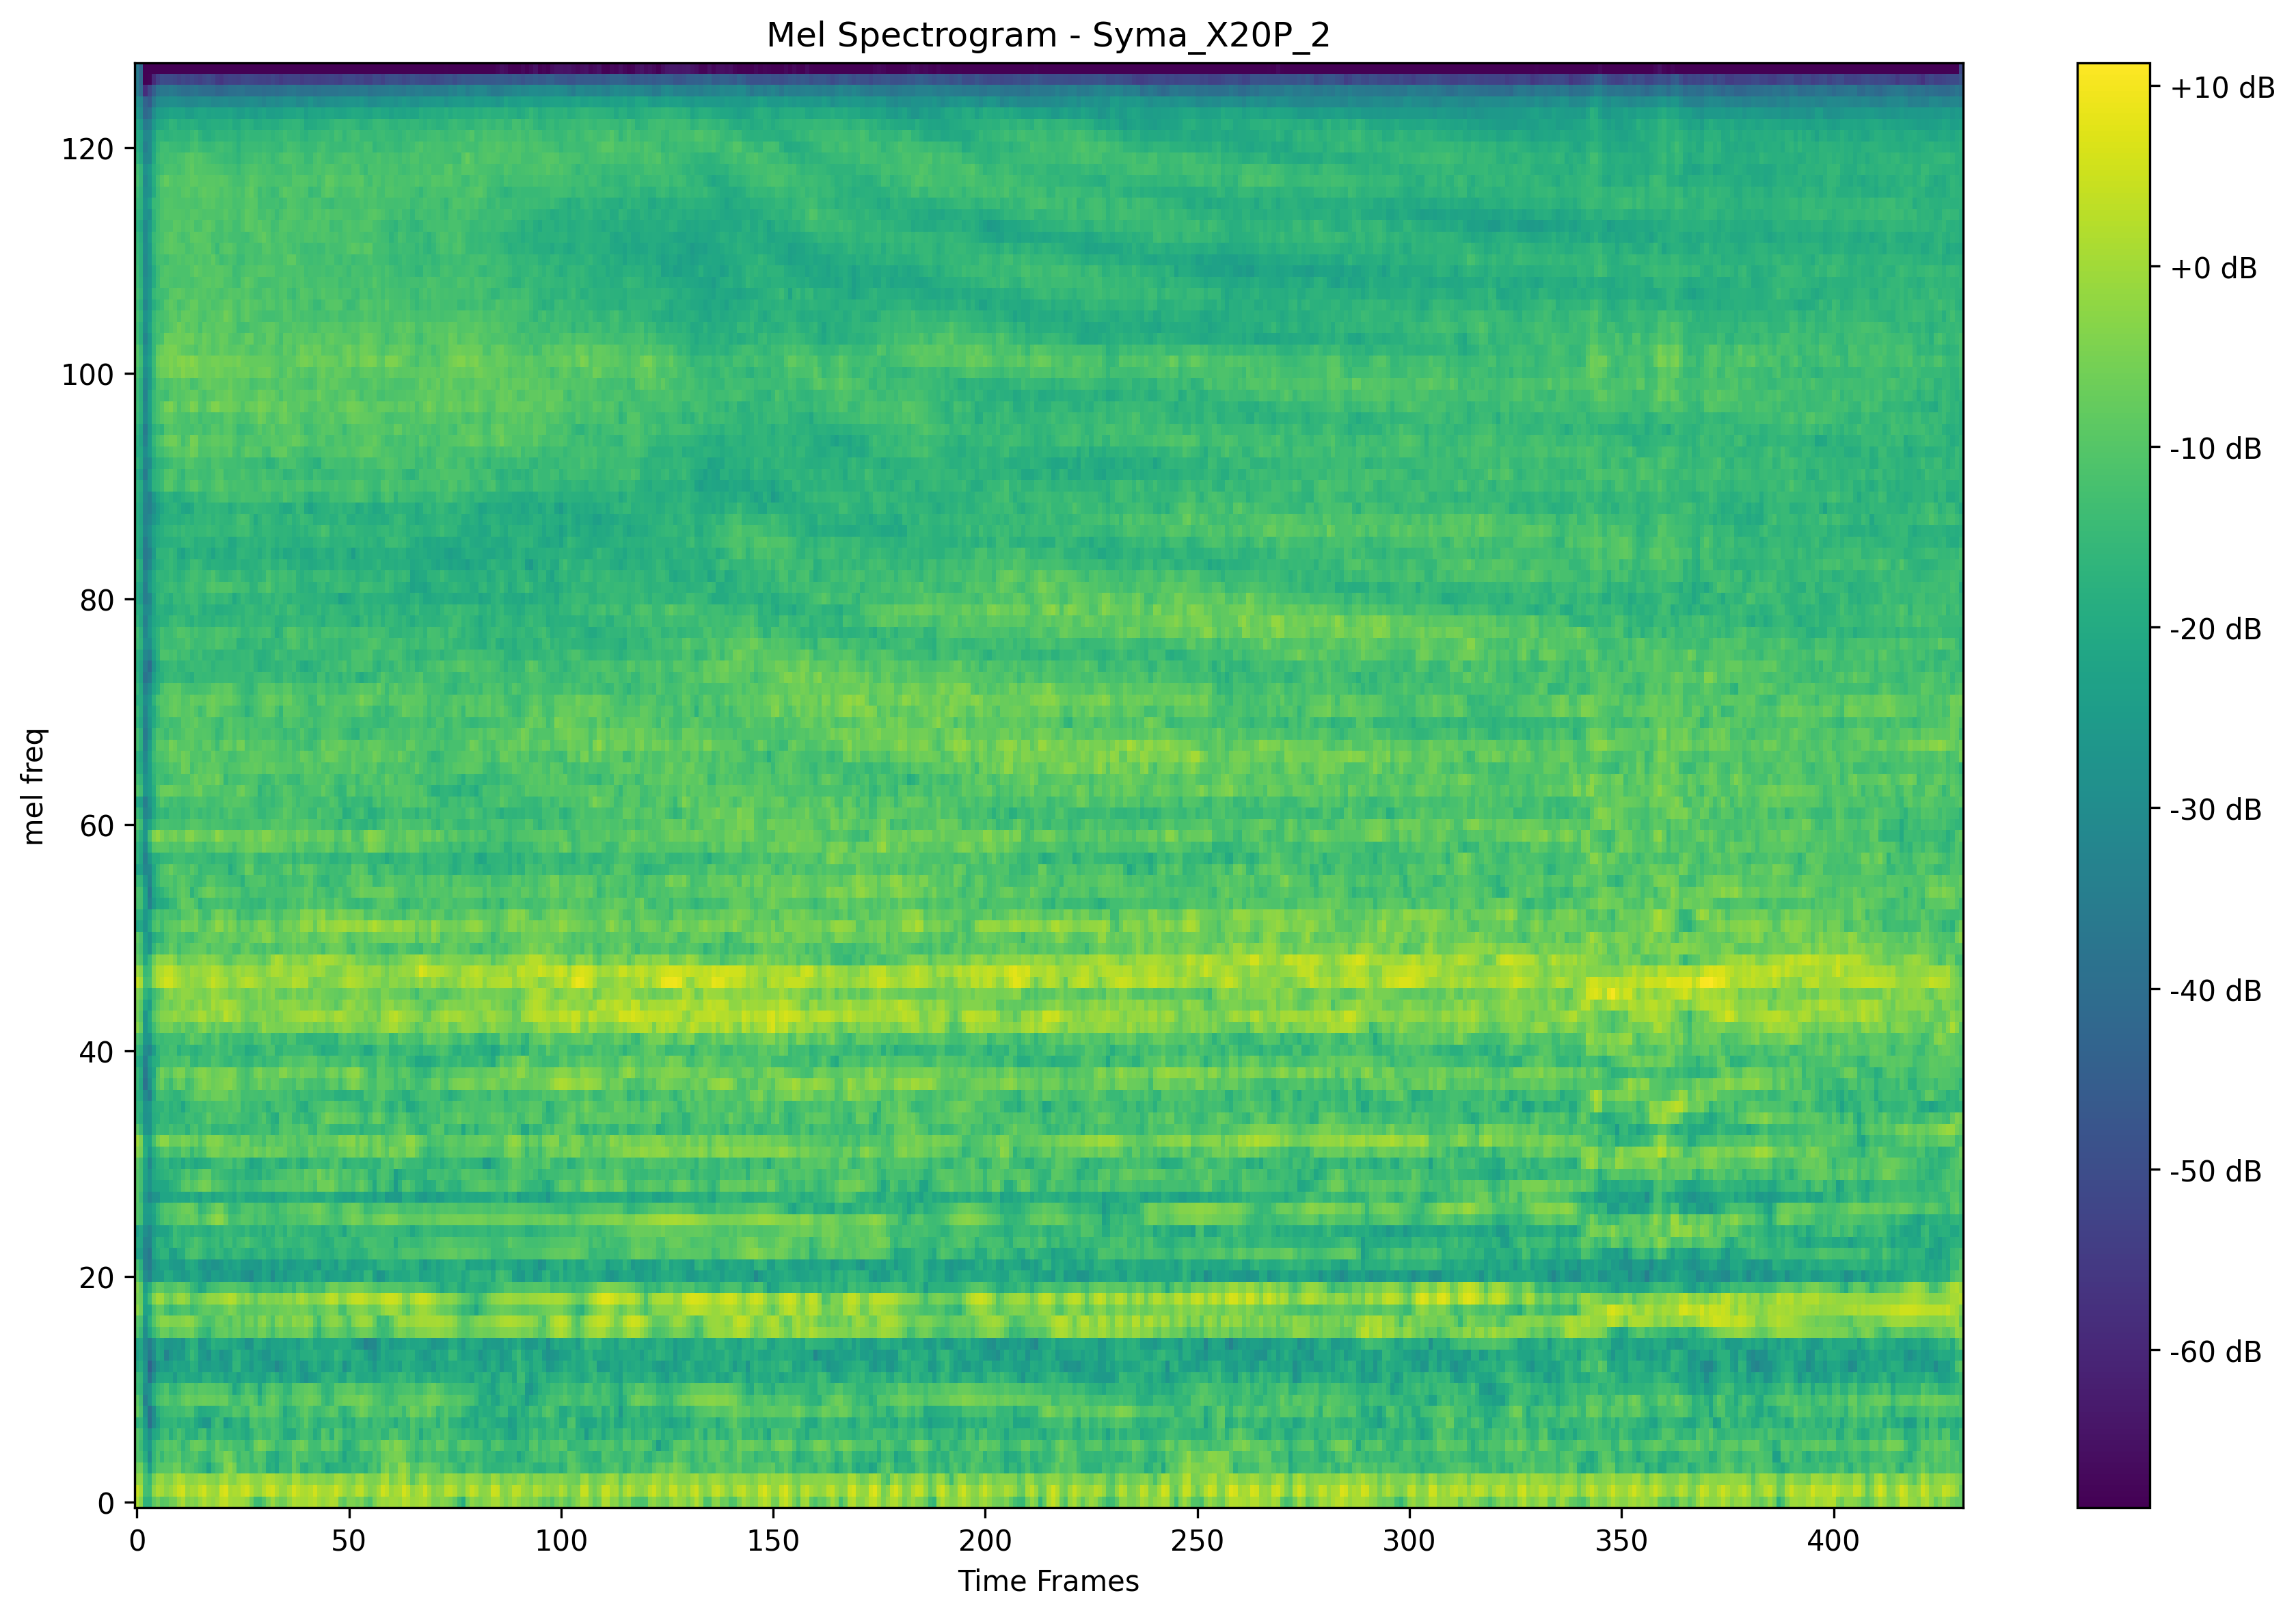 Mel Spectrogram - Syma_X20P_2
mel freq
120
100
80
60
40
20
0
0 50 100 150 200 250 300 350 400
Time Frames
+10 dB
+0 dB
-10 dB
-20 dB
-30 dB
-40 dB
-50 dB
-60 dB